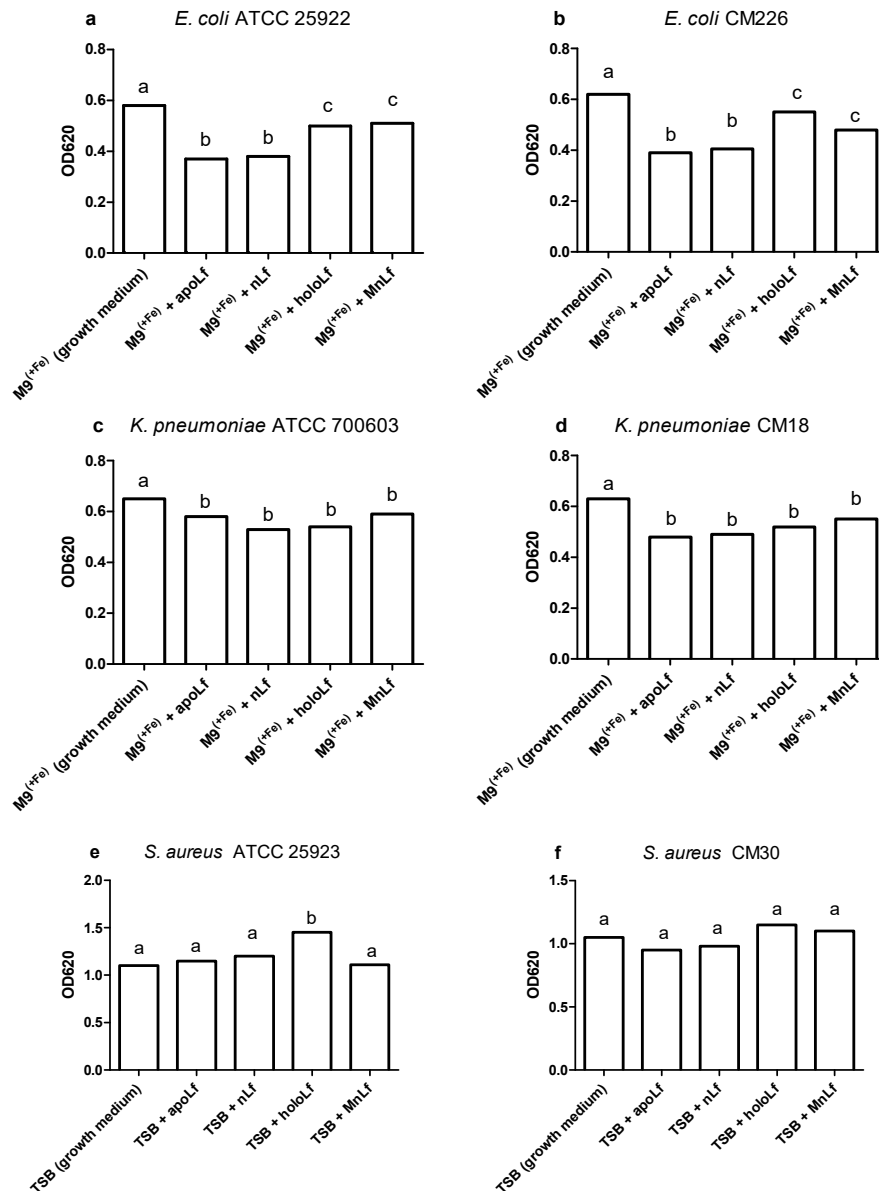 a E. coli ATCC 25922
0.8
0.6
0.4
0.2
0.0
OD620
a
b
b
c
c
M9(+Fe) (growth medium)
M9(+Fe) + apoLf
M9(+Fe) + nLf
M9(+Fe) + holoLf
M9(+Fe) + MnLf
b E. coli CM226
0.8
0.6
0.4
0.2
0.0
OD620
a
b
b
c
c
M9(+Fe) (growth medium)
M9(+Fe) + apoLf
M9(+Fe) + nLf
M9(+Fe) + holoLf
M9(+Fe) + MnLf
c K. pneumoniae ATCC 700603
0.8
0.6
0.4
0.2
0.0
OD620
a
b
b
b
b
M9(+Fe) (growth medium)
M9(+Fe) + apoLf
M9(+Fe) + nLf
M9(+Fe) + holoLf
M9(+Fe) + MnLf
d K. pneumoniae CM18
0.8
0.6
0.4
0.2
0.0
OD620
a
b
b
b
b
M9(+Fe) (growth medium)
M9(+Fe) + apoLf
M9(+Fe) + nLf
M9(+Fe) + holoLf
M9(+Fe) + MnLf
e S. aureus ATCC 25923
2.0
1.5
1.0
0.5
0.0
OD620
a
a
a
b
a
TSB (growth medium)
TSB + apoLf
TSB + nLf
TSB + holoLf
TSB + MnLf
f S. aureus CM30
1.5
1.0
0.5
0.0
OD620
a
a
a
a
a
TSB (growth medium)
TSB + apoLf
TSB + nLf
TSB + holoLf
TSB + MnLf